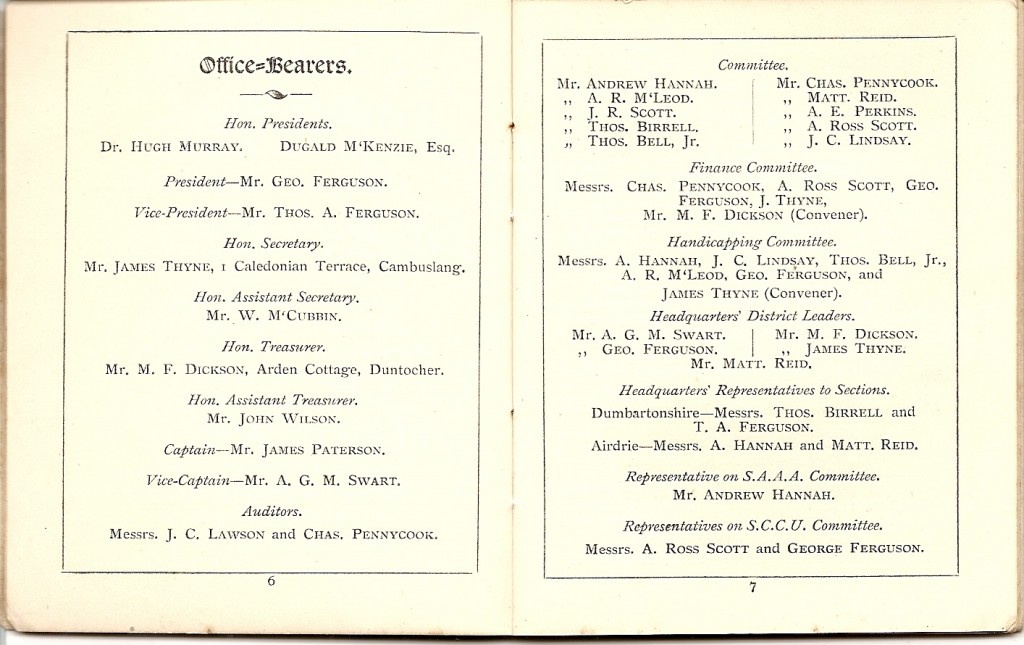 Office=Bearers.
Hon. Presidents.
Dr. HUGH MURRAY. DUGALD M'KENZIE, Esq.
President—Mr. GEO. FERGUSON.
Vice-President—Mr. THOS. A. FERGUSON.
Hon. Secretary.
Mr. JAMES THYNE, 1 Caledonian Terrace, Cambuslang.
Hon. Assistant Secretary.
Mr. W. M'CUBBIN.
Hon. Treasurer.
Mr. M. F. DICKSON, Arden Cottage, Duntocher.
Hon. Assistant Treasurer.
Mr. JOHN WILSON.
Captain—Mr. JAMES PATERSON.
Vice-Captain—Mr. A. G. M. SWART.
Auditors.
Messrs. J. C. LAWSON and CHAS. PENNYCOOK.
6
Committee.
Mr. ANDREW HANNAH. Mr. CHAS. PENNYCOOK.
,, A. R. M'LEOD. ,, MATT. REID.
,, J. R. SCOTT. ,, A. E. PERKINS.
,, THOS. BIRRELL. ,, A. ROSS SCOTT.
,, THOS. BELL, Jr. ,, J. C. LINDSAY.
Finance Committee.
Messrs. CHAS. PENNYCOOK, A. ROSS SCOTT, GEO.
FERGUSON, J. THYNE,
Mr. M. F. DICKSON (Convener).
Handicapping Committee.
Messrs. A. HANNAH, J. C. LINDSAY, THOS. BELL, Jr.,
A. R. M'LEOD, GEO. FERGUSON, and
JAMES THYNE (Convener).
Headquarters' District Leaders.
Mr. A. G. M. SWART. Mr. M. F. DICKSON.
,, GEO. FERGUSON. ,, JAMES THYNE.
Mr. MATT. REID.
Headquarters' Representatives to Sections.
Dumbartonshire—Messrs. THOS. BIRRELL and
T. A. FERGUSON.
Airdrie—Messrs. A. HANNAH and MATT. REID.
Representative on S.A.A.A. Committee.
Mr. ANDREW HANNAH.
Representatives on S.C.C.U. Committee.
Messrs. A. ROSS SCOTT and GEORGE FERGUSON.
7